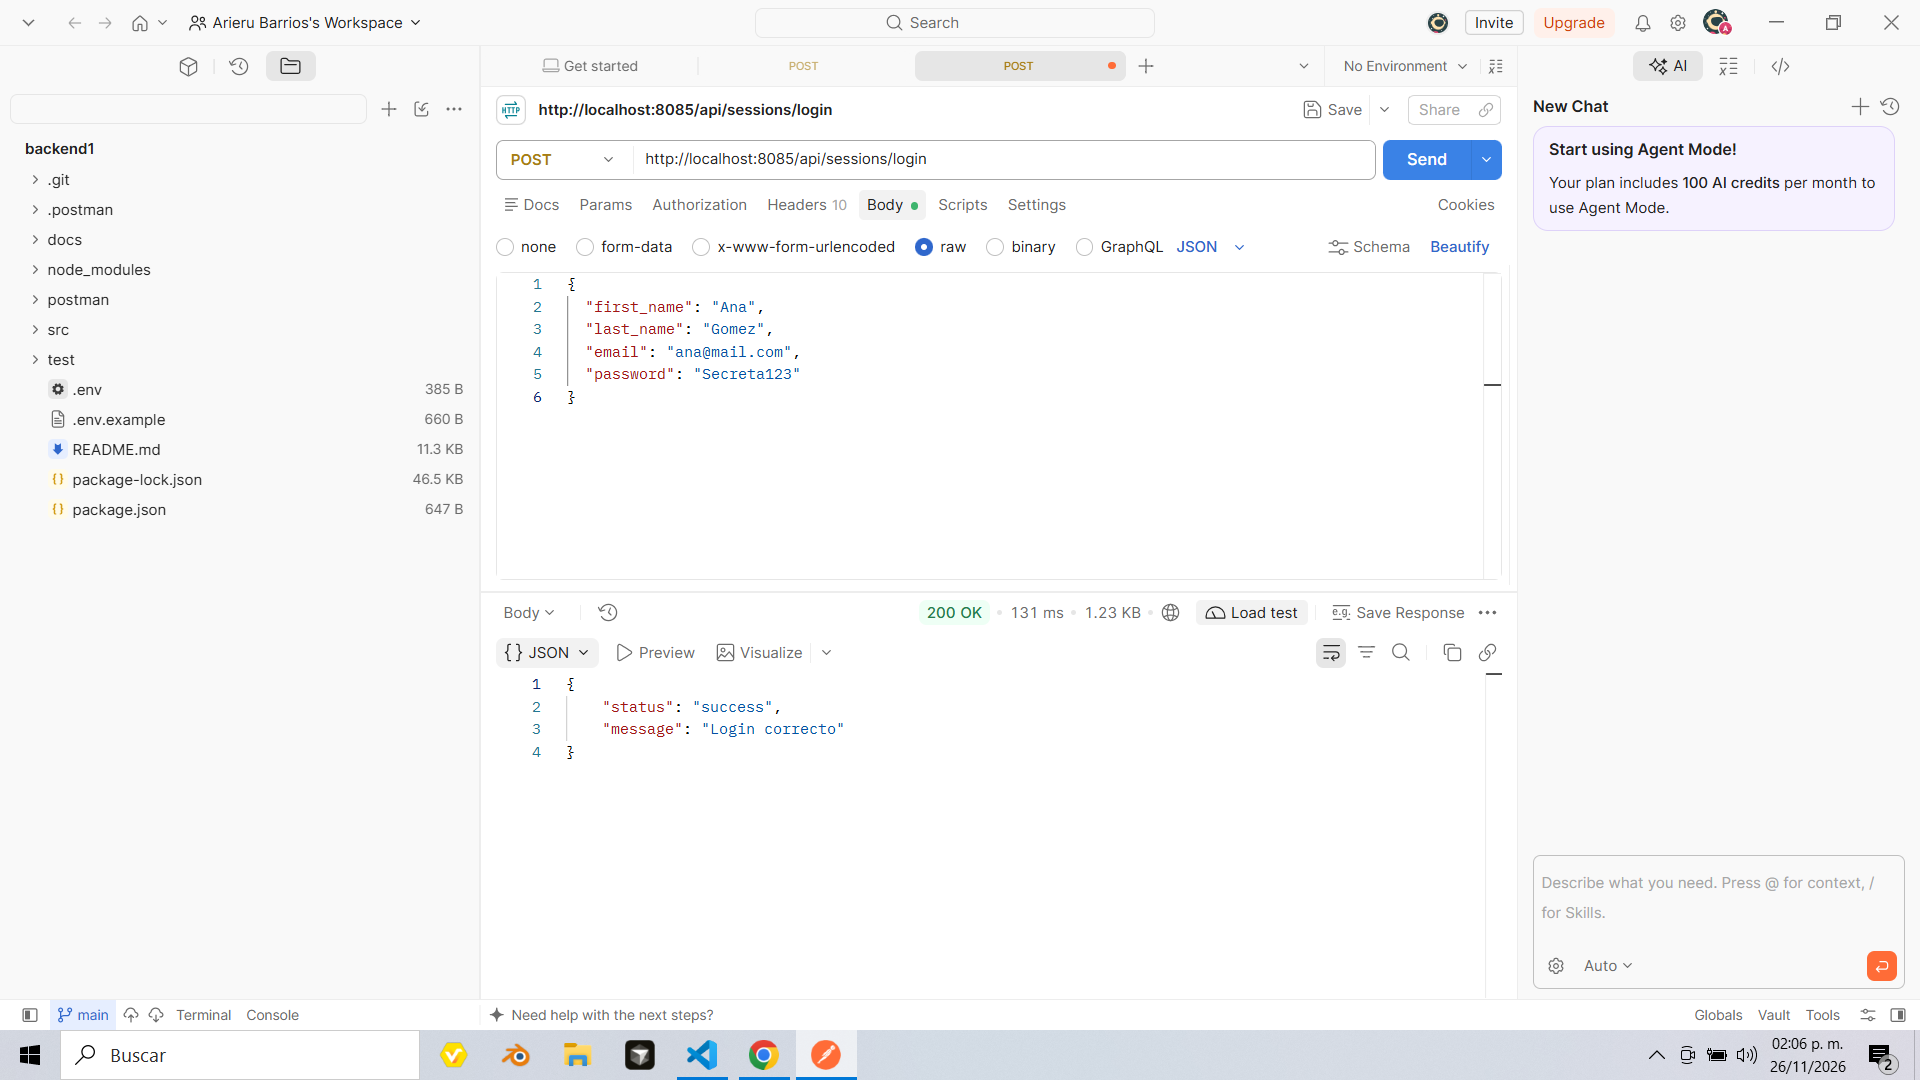 Arieru Barrios's Workspace
Search
Invite
Upgrade
Get started
POST
POST
No Environment
AI
HTTP
http://localhost:8085/api/sessions/login
Save
Share
New Chat
Start using Agent Mode!
Your plan includes 100 AI credits per month to
use Agent Mode.
backend1
.git
.postman
docs
node_modules
postman
src
test
.env 385 B
.env.example 660 B
README.md 11.3 KB
package-lock.json 46.5 KB
package.json 647 B
POST http://localhost:8085/api/sessions/login Send
Docs Params Authorization Headers 10 Body Scripts Settings Cookies
none form-data x-www-form-urlencoded raw binary GraphQL JSON Schema Beautify
1 {
2 "first_name": "Ana",
3 "last_name": "Gomez",
4 "email": "ana@mail.com",
5 "password": "Secreta123"
6 }
Body 200 OK • 131 ms • 1.23 KB • Load test e.g. Save Response
{} JSON Preview Visualize
1 {
2 "status": "success",
3 "message": "Login correcto"
4 }
Describe what you need. Press @ for context, /
for Skills.
Auto
main Terminal Console Need help with the next steps? Globals Vault Tools
Buscar
02:06 p. m.
26/11/2026
2